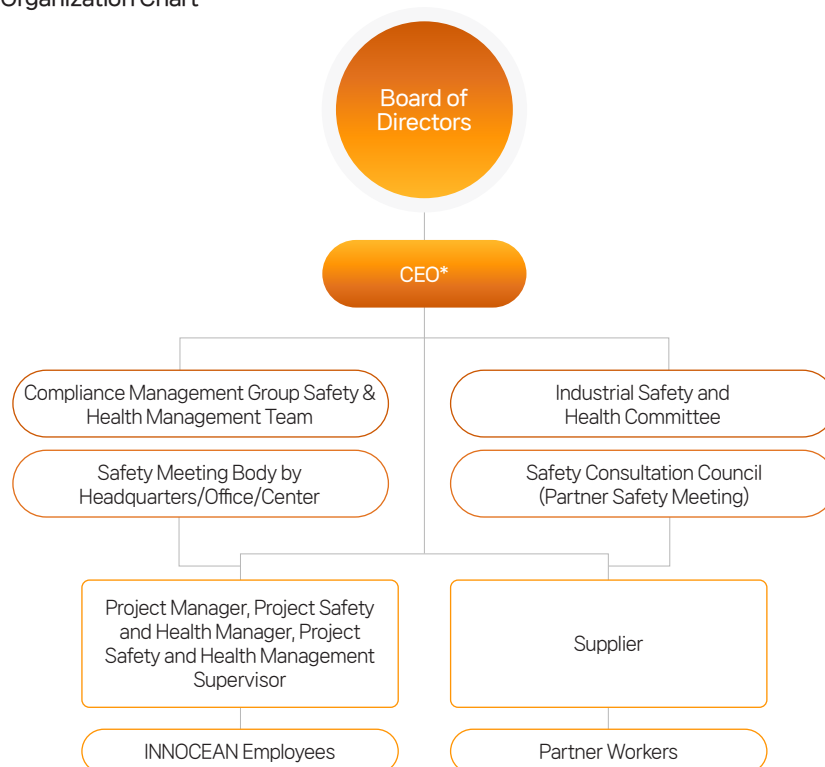 Organization Chart
Board of
Directors
CEO*
Compliance Management Group Safety &
Health Management Team
Industrial Safety and
Health Committee
Safety Meeting Body by
Headquarters/Office/Center
Safety Consultation Council
(Partner Safety Meeting)
Project Manager, Project Safety
and Health Manager, Project
Safety and Health Management
Supervisor
Supplier
INNOCEAN Employees
Partner Workers